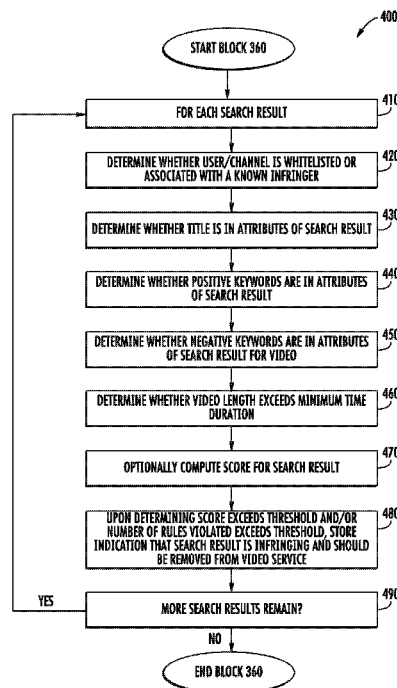 400
START BLOCK 360
410
FOR EACH SEARCH RESULT
420
DETERMINE WHETHER USER/CHANNEL IS WHITELISTED OR
ASSOCIATED WITH A KNOWN INFRINGER
430
DETERMINE WHETHER TITLE IS IN ATTRIBUTES OF SEARCH RESULT
440
DETERMINE WHETHER POSITIVE KEYWORDS ARE IN ATTRIBUTES
OF SEARCH RESULT
450
DETERMINE WHETHER NEGATIVE KEYWORDS ARE IN ATTRIBUTES
OF SEARCH RESULT FOR VIDEO
460
DETERMINE WHETHER VIDEO LENGTH EXCEEDS MINIMUM TIME
DURATION
470
OPTIONALLY COMPUTE SCORE FOR SEARCH RESULT
480
UPON DETERMINING SCORE EXCEEDS THRESHOLD AND/OR
NUMBER OF RULES VIOLATED EXCEEDS THRESHOLD, STORE
INDICATION THAT SEARCH RESULT IS INFRINGING AND SHOULD
BE REMOVED FROM VIDEO SERVICE
490
YES
MORE SEARCH RESULTS REMAIN?
NO
END BLOCK 360